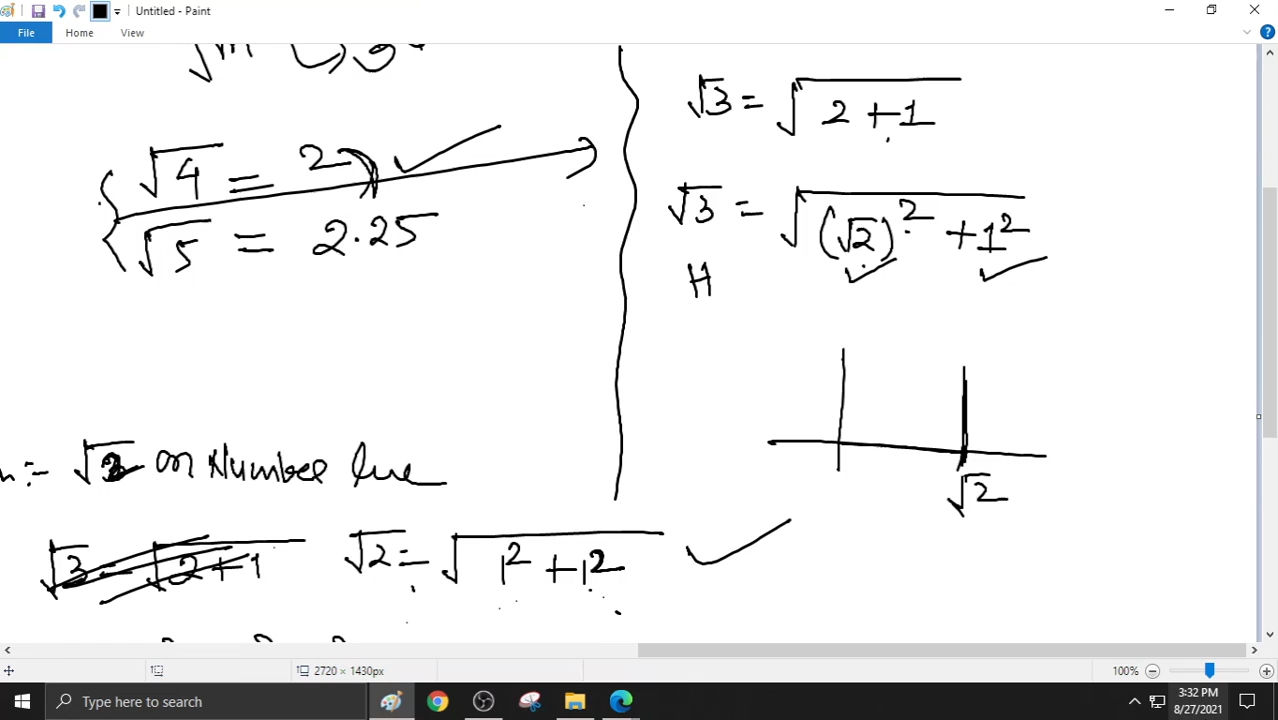 Untitled - Paint
File Home View
√4 = 2
√5 = 2.25
√3 = √2 + 1
√3 = √(√2)² + 1²
H
√2
√2 on Number line
√3 = √2 + 1
√2 = √1² + 1²
2720 × 1430px
100%
Type here to search
3:32 PM
8/27/2021